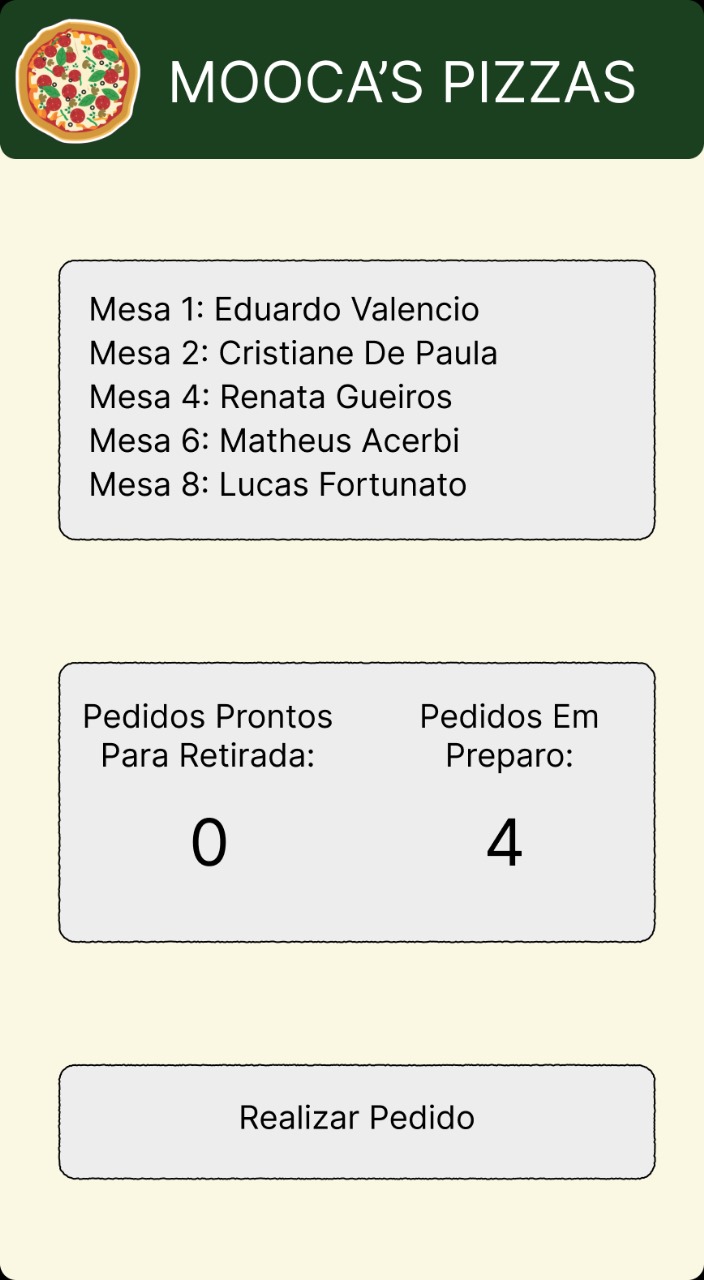 MOOCA’S PIZZAS
Mesa 1: Eduardo Valencio
Mesa 2: Cristiane De Paula
Mesa 4: Renata Gueiros
Mesa 6: Matheus Acerbi
Mesa 8: Lucas Fortunato
Pedidos Prontos
Para Retirada:
0
Pedidos Em
Preparo:
4
Realizar Pedido